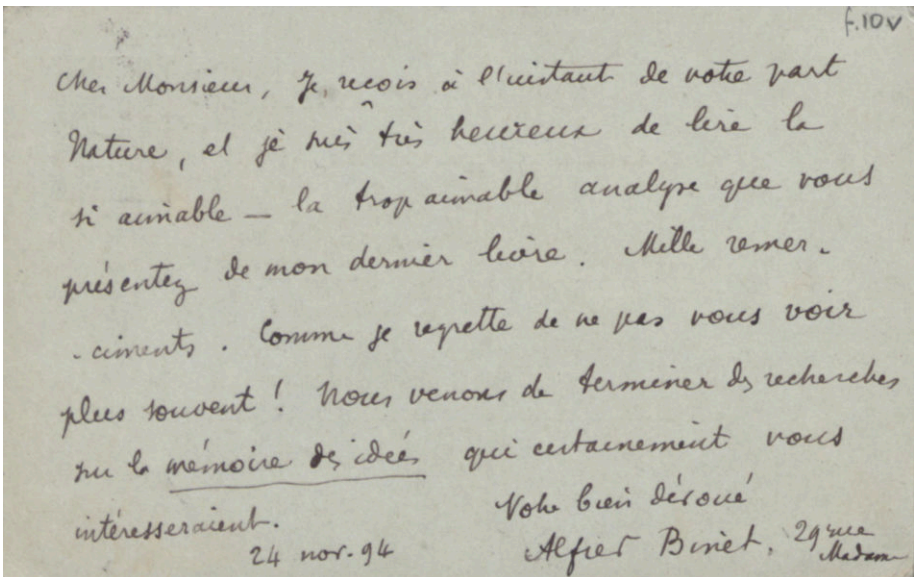 f.10v
Cher Monsieur, Je reçois à l'instant de votre part
Nature, et je suis très heureux de lire la
si aimable — la trop aimable analyse que vous
présentez de mon dernier livre. Mille remer-
-ciments. Comme je regrette de ne pas vous voir
plus souvent ! Nous venons de terminer des recherches
sur la mémoire des idées qui certainement vous
intéresseraient.
Votre bien dévoué
24 nov. 94 Alfred Binet, 29 rue
Madame